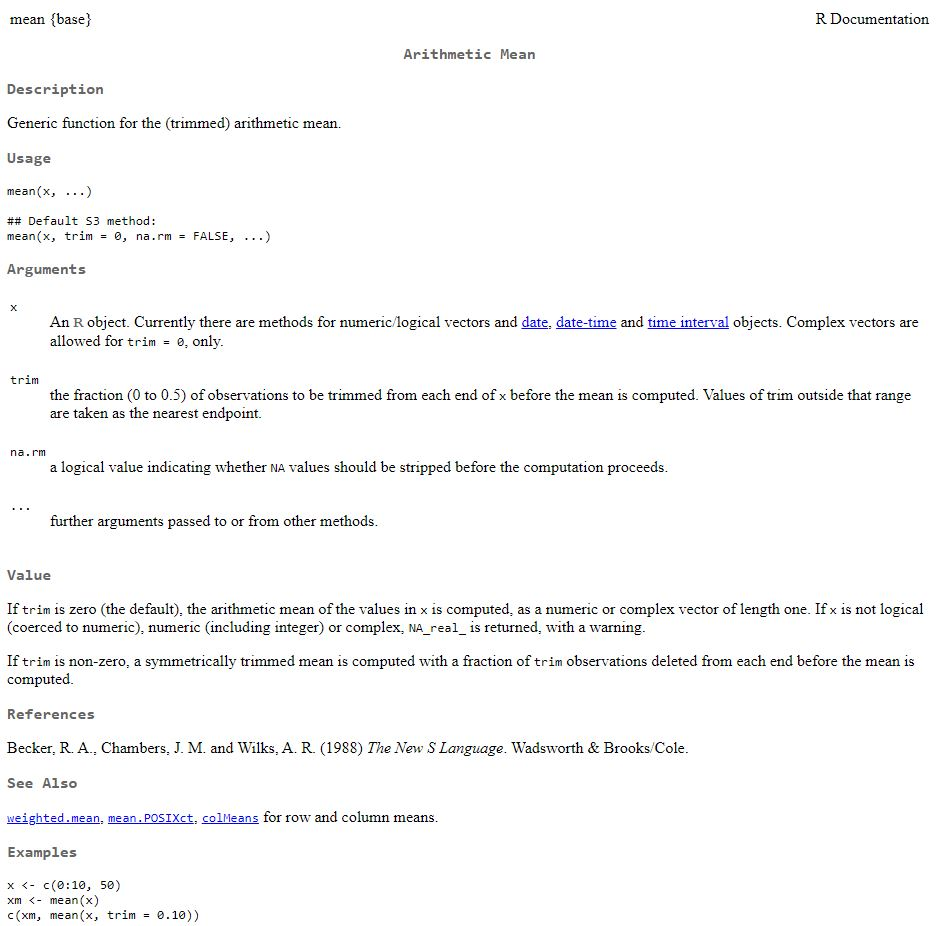 mean {base} R Documentation
Arithmetic Mean
Description
Generic function for the (trimmed) arithmetic mean.
Usage
mean(x, ...)
## Default S3 method:
mean(x, trim = 0, na.rm = FALSE, ...)
Arguments
x
An R object. Currently there are methods for numeric/logical vectors and date, date-time and time interval objects. Complex vectors are
allowed for trim = 0, only.
trim
the fraction (0 to 0.5) of observations to be trimmed from each end of x before the mean is computed. Values of trim outside that range
are taken as the nearest endpoint.
na.rm
a logical value indicating whether NA values should be stripped before the computation proceeds.
...
further arguments passed to or from other methods.
Value
If trim is zero (the default), the arithmetic mean of the values in x is computed, as a numeric or complex vector of length one. If x is not logical
(coerced to numeric), numeric (including integer) or complex, NA_real_ is returned, with a warning.
If trim is non-zero, a symmetrically trimmed mean is computed with a fraction of trim observations deleted from each end before the mean is
computed.
References
Becker, R. A., Chambers, J. M. and Wilks, A. R. (1988) The New S Language. Wadsworth & Brooks/Cole.
See Also
weighted.mean, mean.POSIXct, colMeans for row and column means.
Examples
x <- c(0:10, 50)
xm <- mean(x)
c(xm, mean(x, trim = 0.10))